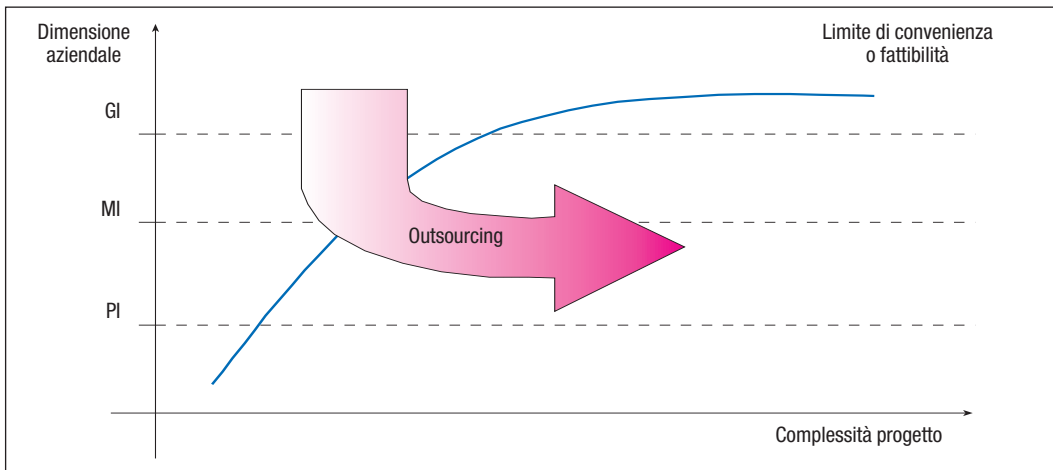 Dimensione
aziendale
Limite di convenienza
o fattibilità
GI
MI
Outsourcing
PI
Complessità progetto